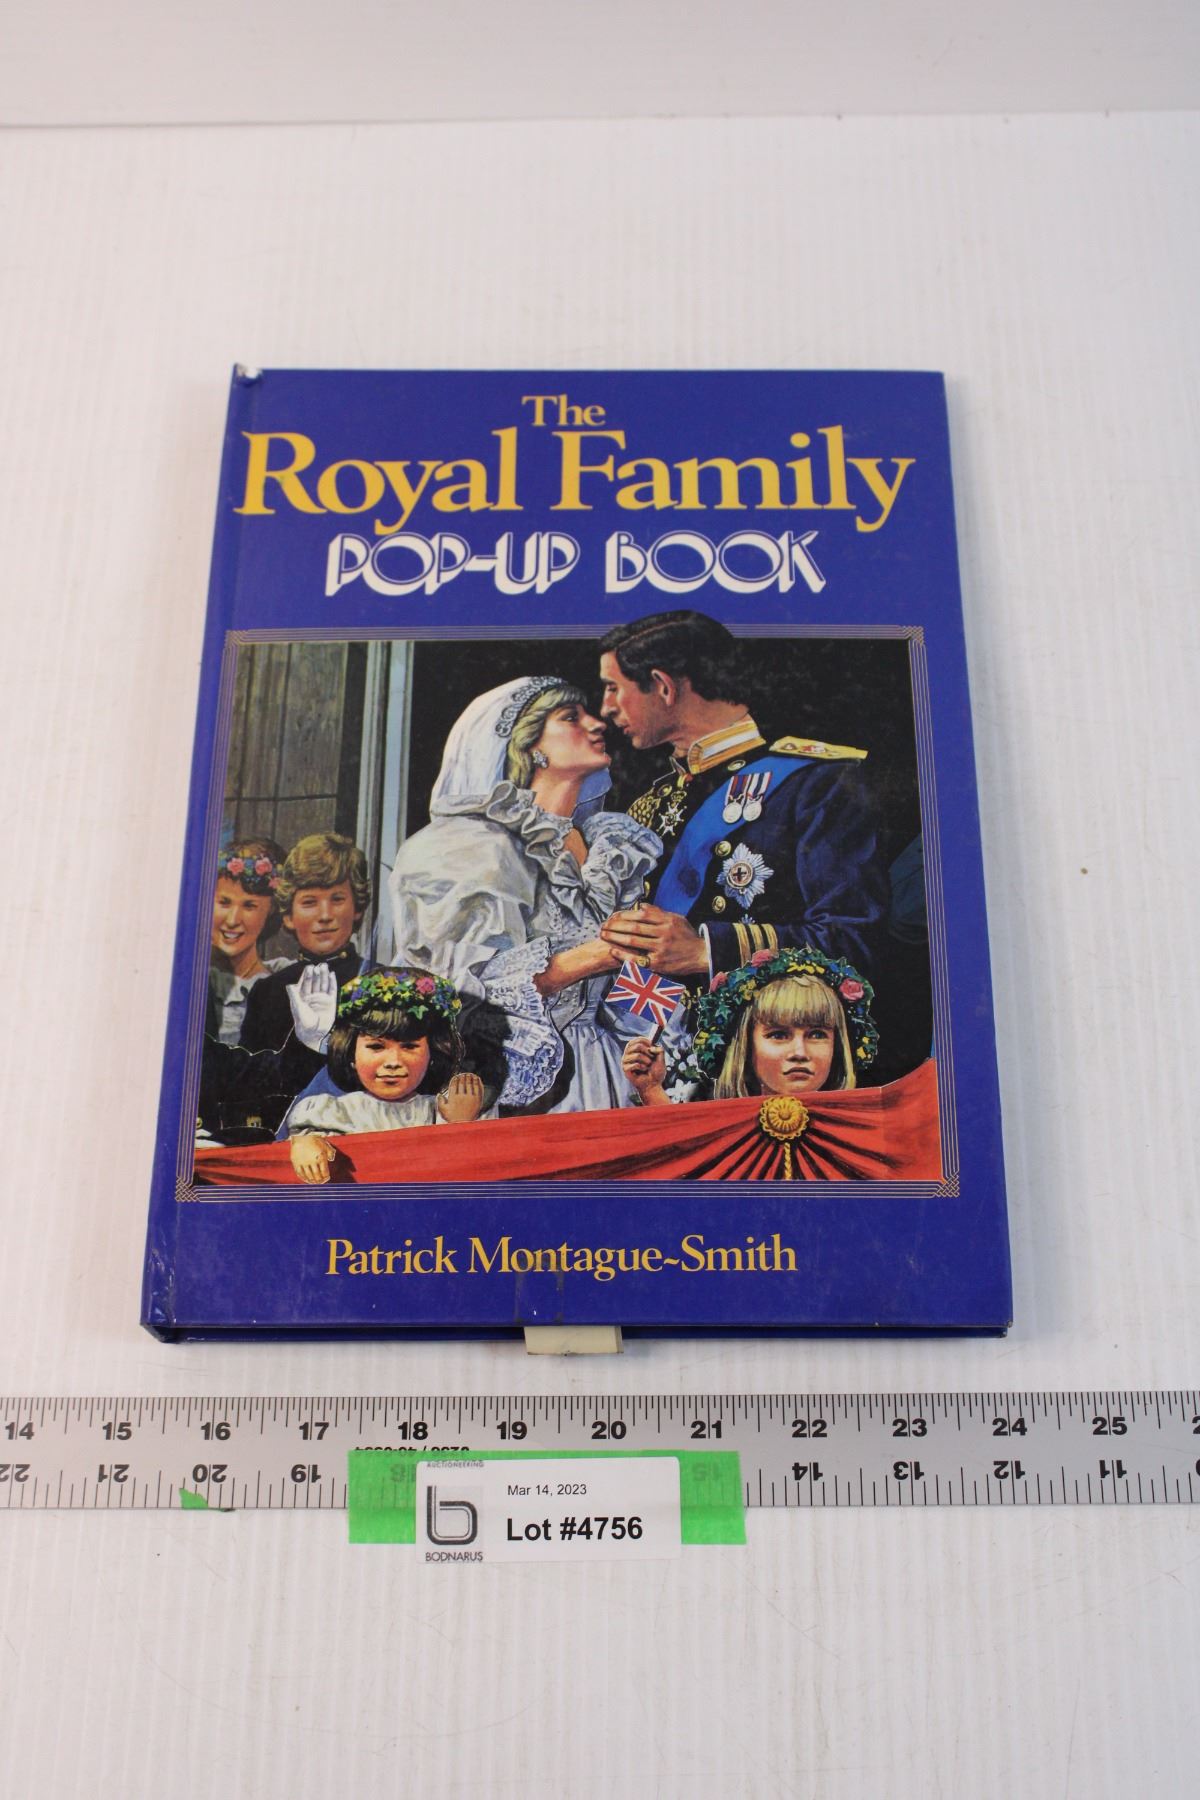 The
Royal Family
POP-UP BOOK
Patrick Montague~Smith
14 15 16 17 18 19 20 21 22 23 24 25
22 21 20 19 18 15 14 13 12 11
AUCTIONEERING
Mar 14, 2023
Lot #4756
BODNARUS